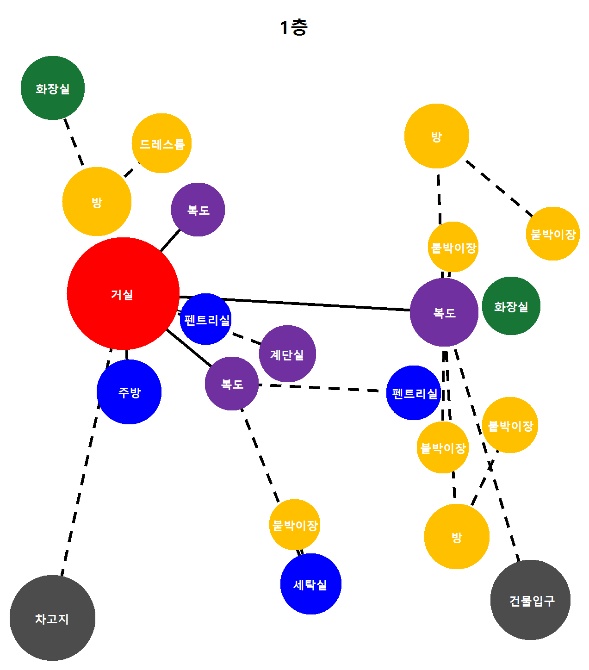 1층
화장실
방
드레스룸
방
복도
붙박이장
붙박이장
거실
펜트리실
복도
화장실
계단실
복도
주방
펜트리실
붙박이장
붙박이장
붙박이장
방
세탁실
차고지
건물입구